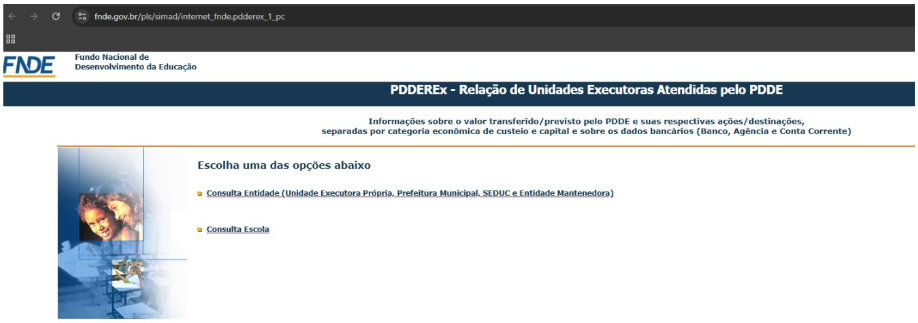 fnde.gov.br/pls/simad/internet_fnde.pdderex_1_pc
FNDE
Fundo Nacional de
Desenvolvimento da Educação
PDDEREx - Relação de Unidades Executoras Atendidas pelo PDDE
Informações sobre o valor transferido/previsto pelo PDDE e suas respectivas ações/destinações,
separadas por categoria econômica de custeio e capital e sobre os dados bancários (Banco, Agência e Conta Corrente)
Escolha uma das opções abaixo
Consulta Entidade (Unidade Executora Própria, Prefeitura Municipal, SEDUC e Entidade Mantenedora)
Consulta Escola